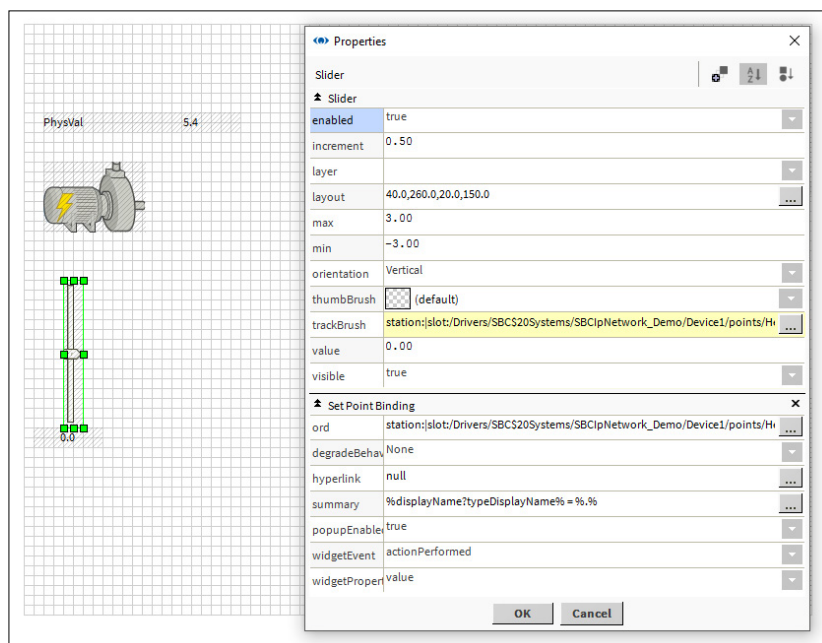 Properties
Slider
Slider
PhysVal 5.4
enabled true
increment 0.50
layer
layout 40.0,260.0,20.0,150.0 ...
max 3.00
min -3.00
orientation Vertical
thumbBrush (default)
trackBrush station:|slot:/Drivers/SBC$20Systems/SBCIpNetwork_Demo/Device1/points/H ...
value 0.00
visible true
0.0
Set Point Binding
ord station:|slot:/Drivers/SBC$20Systems/SBCIpNetwork_Demo/Device1/points/H ...
degradeBehav None
hyperlink null ...
summary %displayName?typeDisplayName% = %.% ...
popupEnabled true
widgetEvent actionPerformed
widgetPropert value
OK Cancel